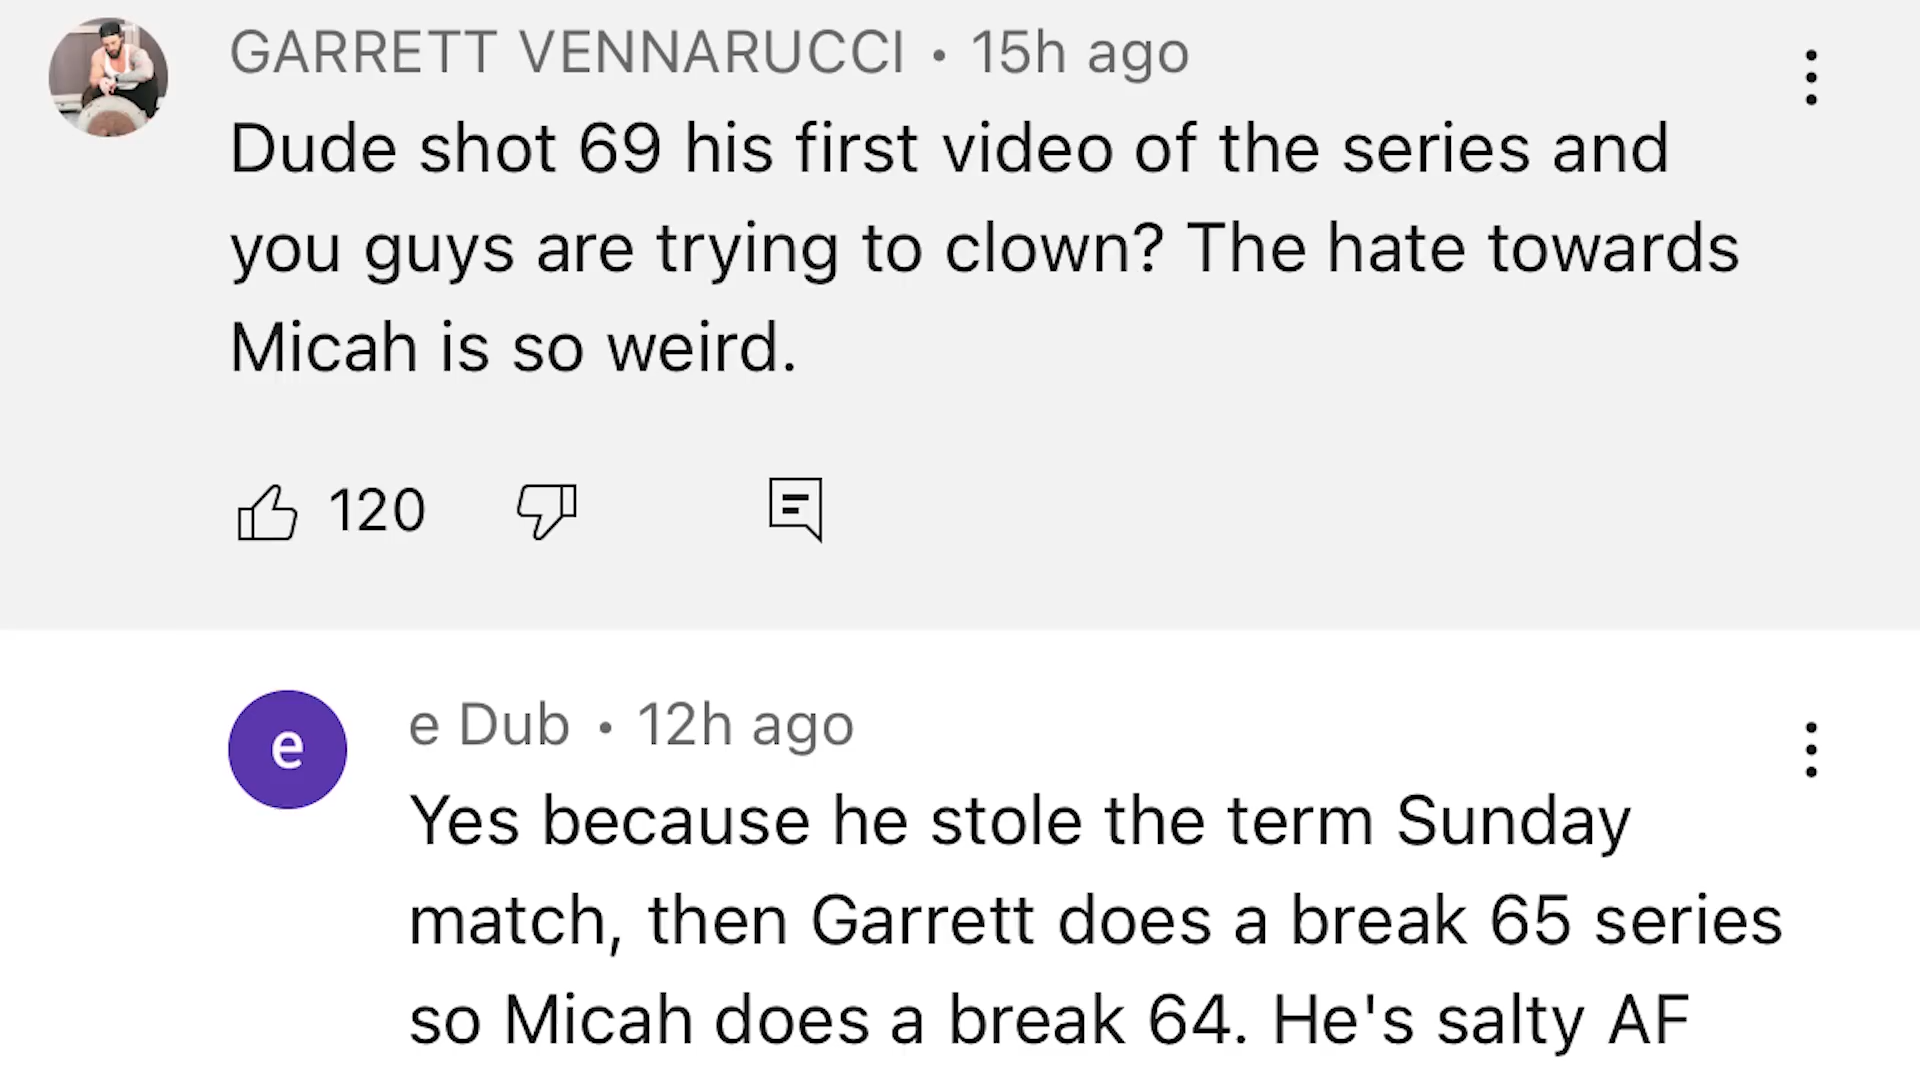 GARRETT VENNARUCCI • 15h ago
Dude shot 69 his first video of the series and
you guys are trying to clown? The hate towards
Micah is so weird.
120
e
e Dub • 12h ago
Yes because he stole the term Sunday
match, then Garrett does a break 65 series
so Micah does a break 64. He's salty AF